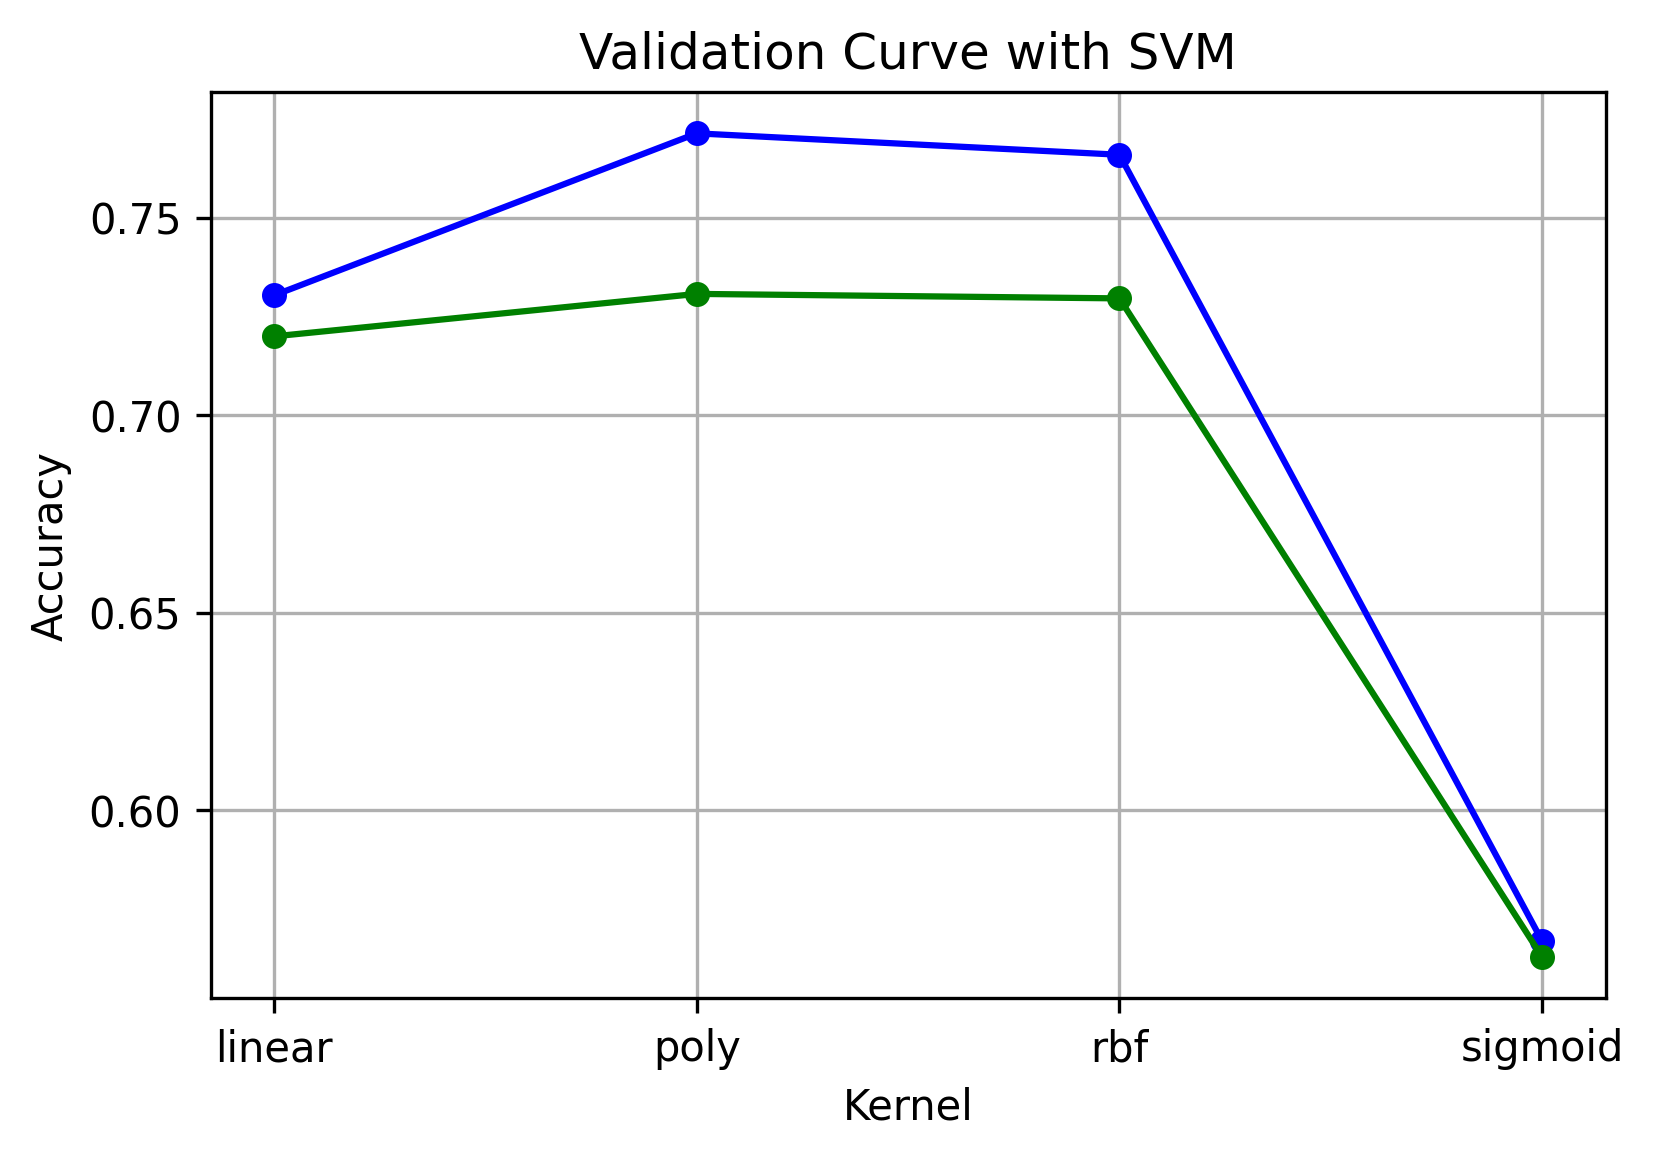 Validation Curve with SVM
Accuracy
0.75
0.70
0.65
0.60
linear
poly
rbf
sigmoid
Kernel